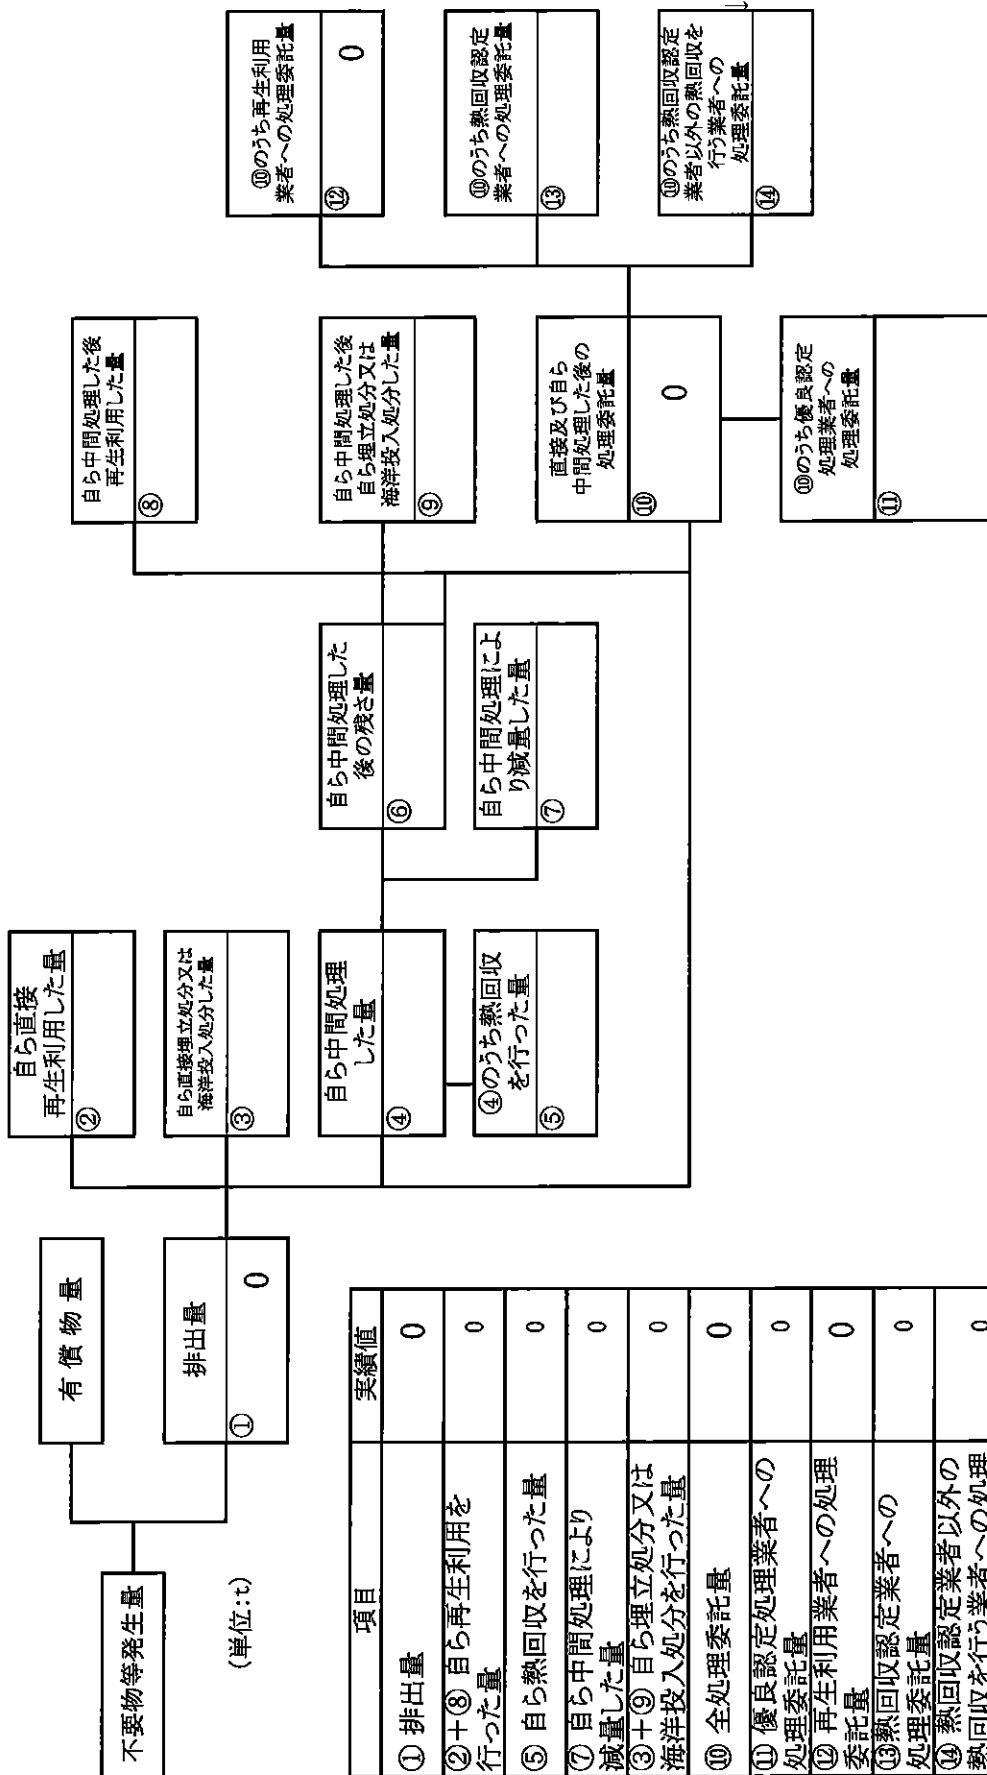 不要物等発生量
有償物量
排出量
①
0
(単位:t)
自ら直接
再生利用した量
②
自ら直接埋立処分又は
海洋投入処分した量
③
自ら中間処理
した量
④
④のうち熱回収
を行った量
⑤
自ら中間処理した
後の残さ量
⑥
自ら中間処理によ
り減量した量
⑦
自ら中間処理した後
再生利用した量
⑧
自ら中間処理した後
自ら埋立処分又は
海洋投入処分した量
⑨
直接及び自ら
中間処理した後の
処理委託量
⑩
0
⑩のうち優良認定
処理業者への
処理委託量
⑪
⑩のうち再生利用
業者への処理委託量
⑫
0
⑩のうち熱回収認定
業者への処理委託量
⑬
⑩のうち熱回収認定
業者以外の熱回収を
行う業者への
処理委託量
⑭
項目
実績値
①排出量
0
②+⑧ 自ら再生利用を
行った量
0
⑤ 自ら熱回収を行った量
0
⑦ 自ら中間処理により
減量した量
0
③+⑨ 自ら埋立処分又は
海洋投入処分を行った量
0
⑩ 全処理委託量
0
⑪ 優良認定処理業者への
処理委託量
0
⑫ 再生利用業者への処理
委託量
0
⑬熱回収認定業者への
処理委託量
0
⑭ 熱回収認定業者以外の
熱回収を行う業者への処理
0